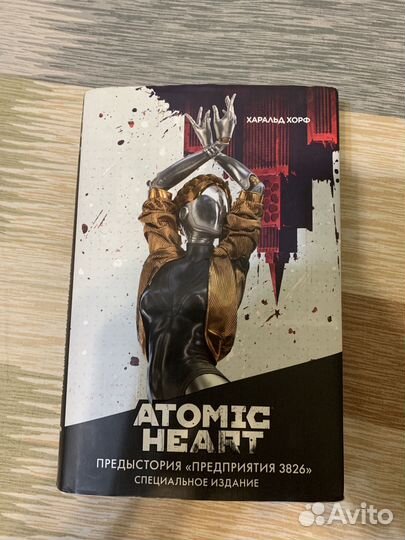 ХАРАЛЬД ХОРФ
ATOMIC
HEART
ПРЕДЫСТОРИЯ «ПРЕДПРИЯТИЯ 3826»
СПЕЦИАЛЬНОЕ ИЗДАНИЕ
Avito